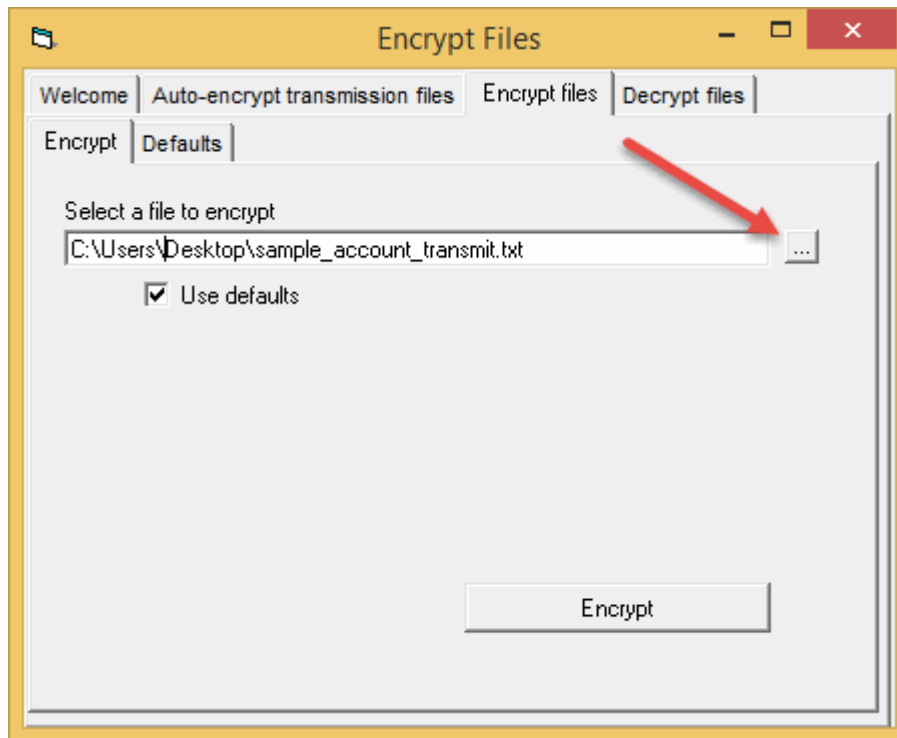 Encrypt Files
Welcome Auto-encrypt transmission files Encrypt files Decrypt files
Encrypt Defaults
Select a file to encrypt
C:\Users\Desktop\sample_account_transmit.txt ...
Use defaults
Encrypt